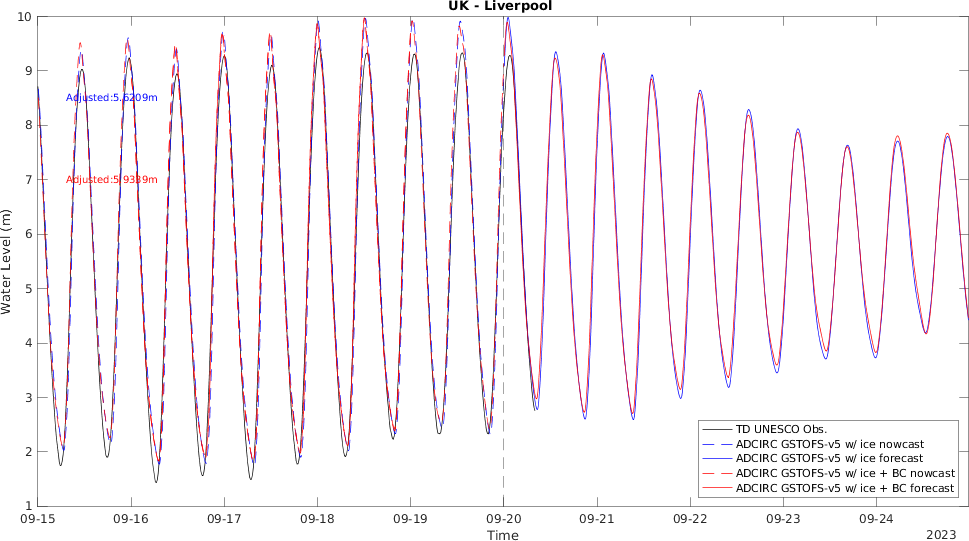 UK - Liverpool
10
9
8
7
6
5
4
3
2
1
Water Level (m)
Adjusted:5.6209m
Adjusted:5.9339m
TD UNESCO Obs.
ADCIRC GSTOFS-v5 w/ ice nowcast
ADCIRC GSTOFS-v5 w/ ice forecast
ADCIRC GSTOFS-v5 w/ ice + BC nowcast
ADCIRC GSTOFS-v5 w/ ice + BC forecast
09-15 09-16 09-17 09-18 09-19 09-20 09-21 09-22 09-23 09-24
Time
2023